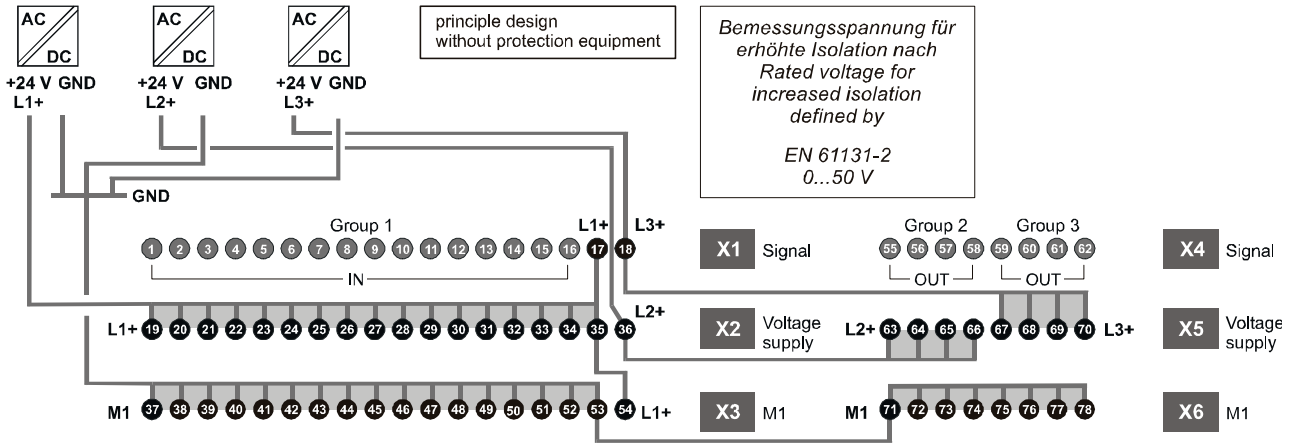 AC DC AC DC AC DC
+24 V GND +24 V GND +24 V GND
L1+ L2+ L3+
principle design
without protection equipment
Bemessungsspannung für
erhöhte Isolation nach
Rated voltage for
increased isolation
defined by
EN 61131-2
0...50 V
GND
Group 1 L1+ L3+ Group 2 Group 3
1 2 3 4 5 6 7 8 9 10 11 12 13 14 15 16 17 18 X1 Signal 55 56 57 58 59 60 61 62 X4 Signal
IN OUT OUT
L1+ 19 20 21 22 23 24 25 26 27 28 29 30 31 32 33 34 35 36 L2+ X2 Voltage supply L2+ 63 64 65 66 67 68 69 70 L3+ X5 Voltage supply
M1 37 38 39 40 41 42 43 44 45 46 47 48 49 50 51 52 53 54 L1+ X3 M1 M1 71 72 73 74 75 76 77 78 X6 M1